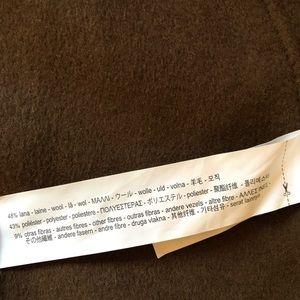 48% lana - laine - wool - lã - wol - ΜΑΛΛΙ - ウール - wolle - uld - volna - 羊毛 - 모직
43% poliéster - polyester - poliestere - ΠΟΛΥΕΣΤΕΡΑΣ - ポリエステル - polyester - 聚酯纤维 - 폴리에스터
9% otras fibras - autres fibres - other fibres - outras fibras - andere vezels - altre fibre - ΑΛΛΕΣ ΙΝΕΣ -
その他繊維 - andere fasern - andre fibre - druga vlakna - 其他纤维 - 기타섬유 - serat lainnya